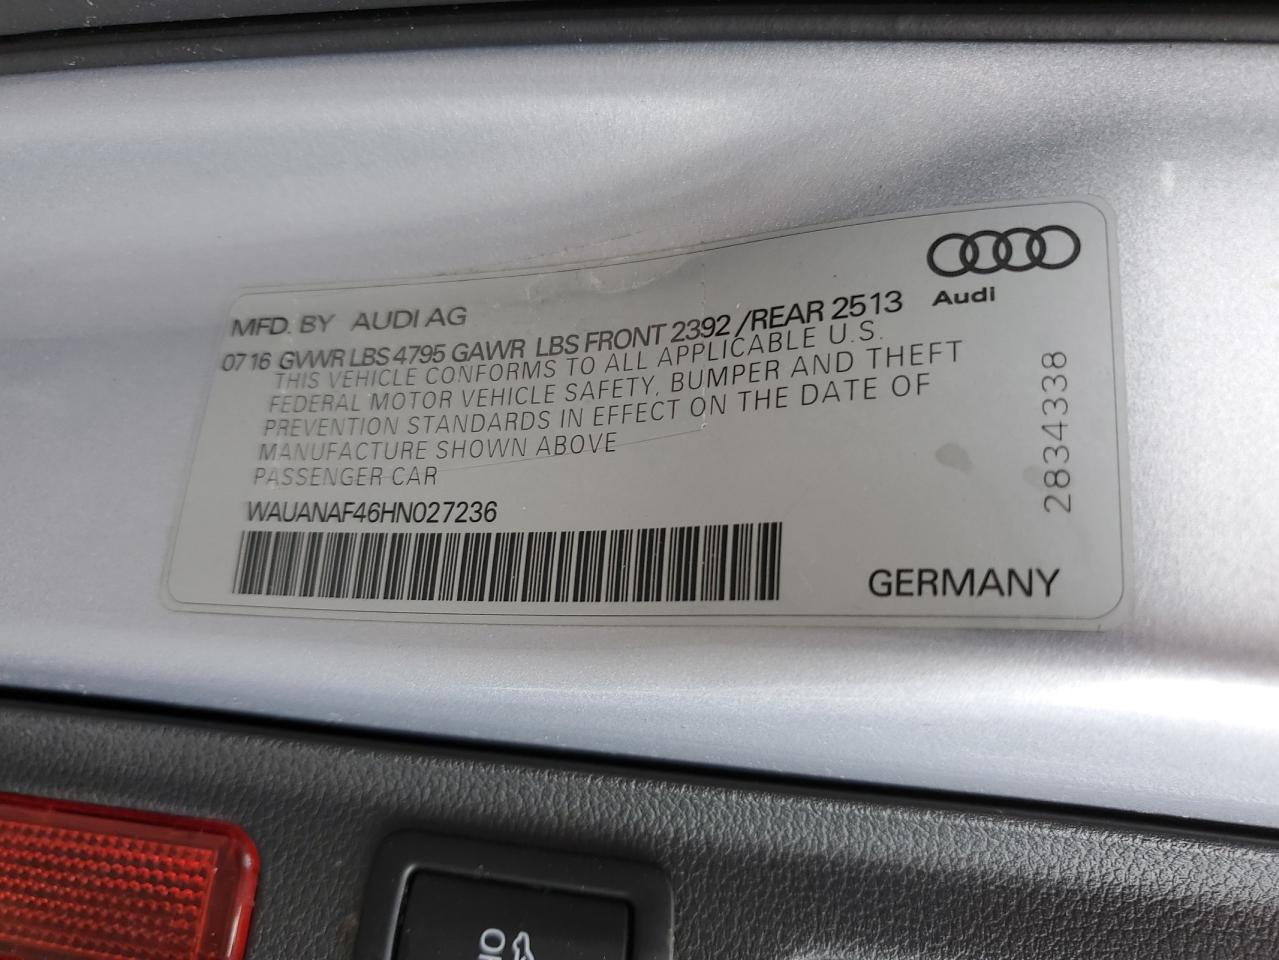 Audi
MFD. BY AUDI AG
07 16 GVWR LBS 4795 GAWR LBS FRONT 2392 /REAR 2513
THIS VEHICLE CONFORMS TO ALL APPLICABLE U.S.
FEDERAL MOTOR VEHICLE SAFETY, BUMPER AND THEFT
PREVENTION STANDARDS IN EFFECT ON THE DATE OF
MANUFACTURE SHOWN ABOVE
PASSENGER CAR
WAUANAF46HN027236
2834338
GERMANY